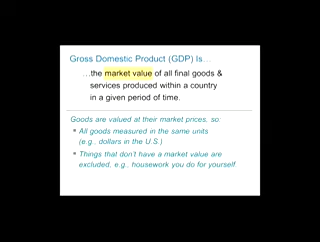 Gross Domestic Product (GDP) Is…
…the market value of all final goods &
services produced within a country
in a given period of time.
Goods are valued at their market prices, so:
▪ All goods measured in the same units
(e.g., dollars in the U.S.)
▪ Things that don't have a market value are
excluded, e.g., housework you do for yourself